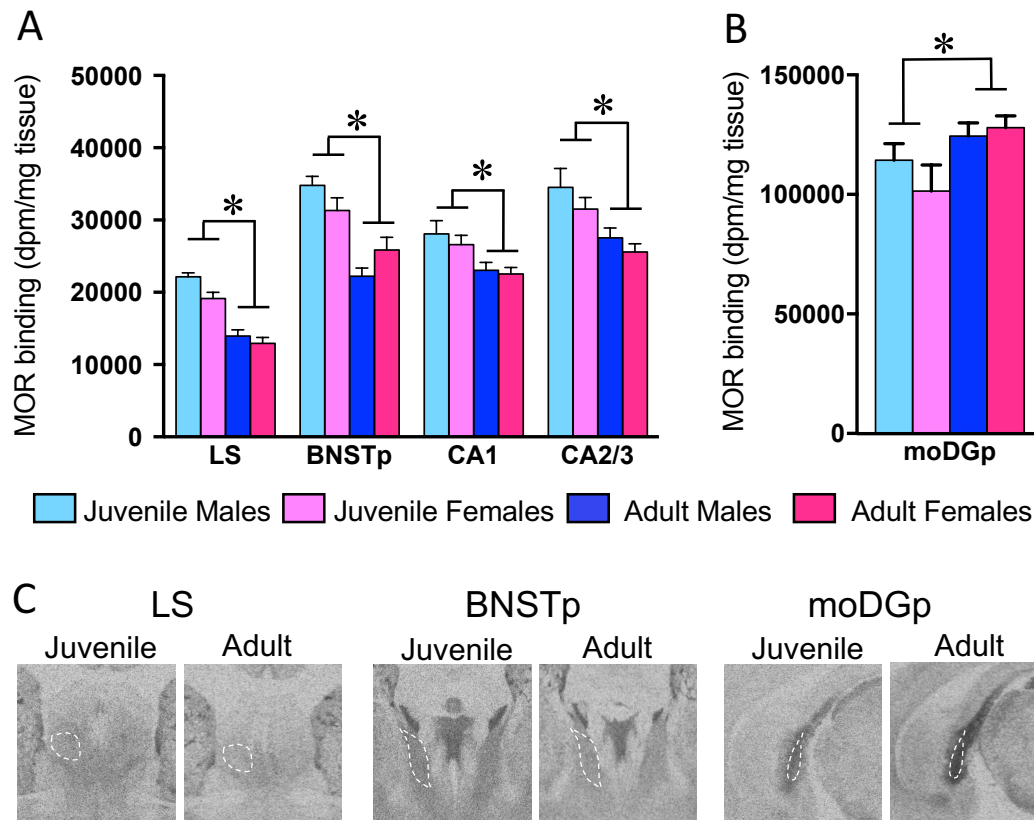 A
MOR binding (dpm/mg tissue)
50000
40000
30000
20000
10000
0
*
*
*
*
LS BNSTp CA1 CA2/3
B
MOR binding (dpm/mg tissue)
150000
100000
50000
0
*
moDGp
Juvenile Males Juvenile Females Adult Males Adult Females
C
LS BNSTp moDGp
Juvenile Adult Juvenile Adult Juvenile Adult